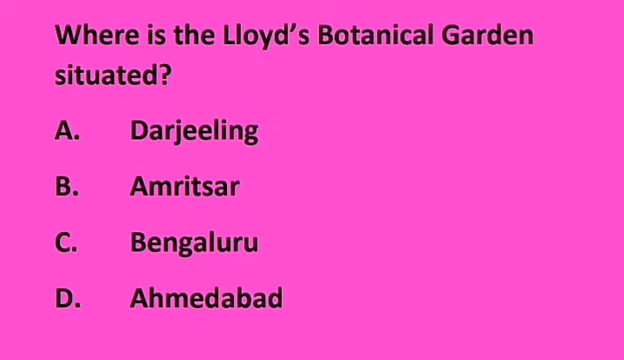 Where is the Lloyd’s Botanical Garden
situated?
A. Darjeeling
B. Amritsar
C. Bengaluru
D. Ahmedabad